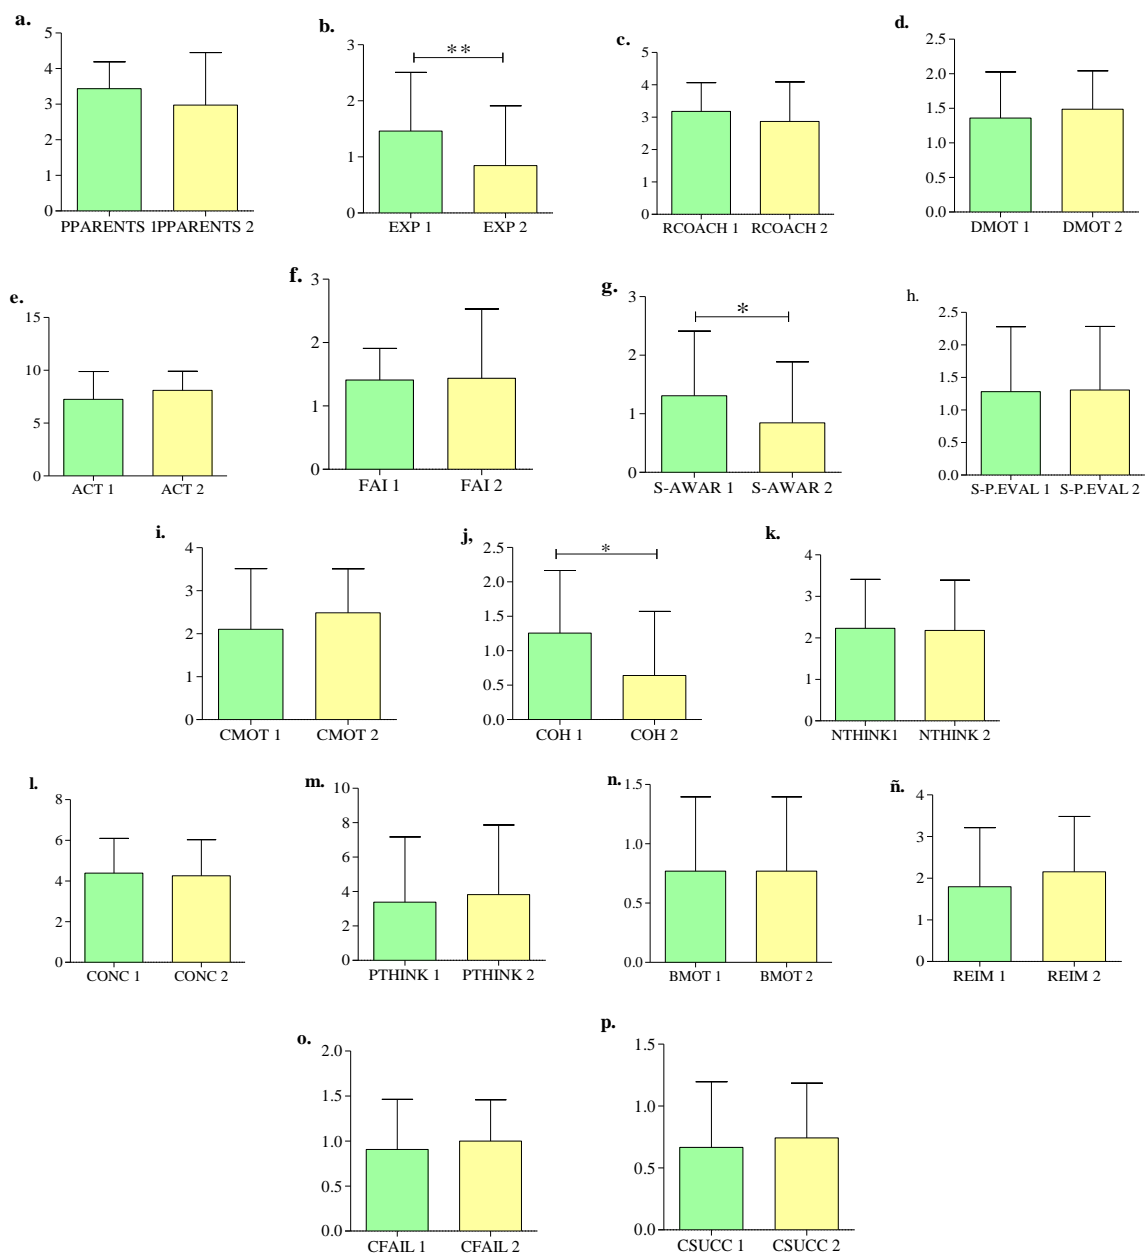 a.
5
4
3
2
1
0
PPARENTS 1PPARENTS 2
b.
**
3
2
1
0
EXP 1 EXP 2
c.
5
4
3
2
1
0
RCOACH 1 RCOACH 2
d.
2.5
2.0
1.5
1.0
0.5
0.0
DMOT 1 DMOT 2
e.
15
10
5
0
ACT 1 ACT 2
f.
3
2
1
0
FAI 1 FAI 2
g.
*
3
2
1
0
S-AWAR 1 S-AWAR 2
h.
2.5
2.0
1.5
1.0
0.5
0.0
S-P.EVAL 1 S-P.EVAL 2
i.
4
3
2
1
0
CMOT 1 CMOT 2
j,
*
2.5
2.0
1.5
1.0
0.5
0.0
COH 1 COH 2
k.
4
3
2
1
0
NTHINK1 NTHINK 2
l.
8
6
4
2
0
CONC 1 CONC 2
m.
10
8
6
4
2
0
PTHINK 1 PTHINK 2
n.
1.5
1.0
0.5
0.0
BMOT 1 BMOT 2
ñ.
4
3
2
1
0
REIM 1 REIM 2
o.
2.0
1.5
1.0
0.5
0.0
CFAIL 1 CFAIL 2
p.
1.5
1.0
0.5
0.0
CSUCC 1 CSUCC 2